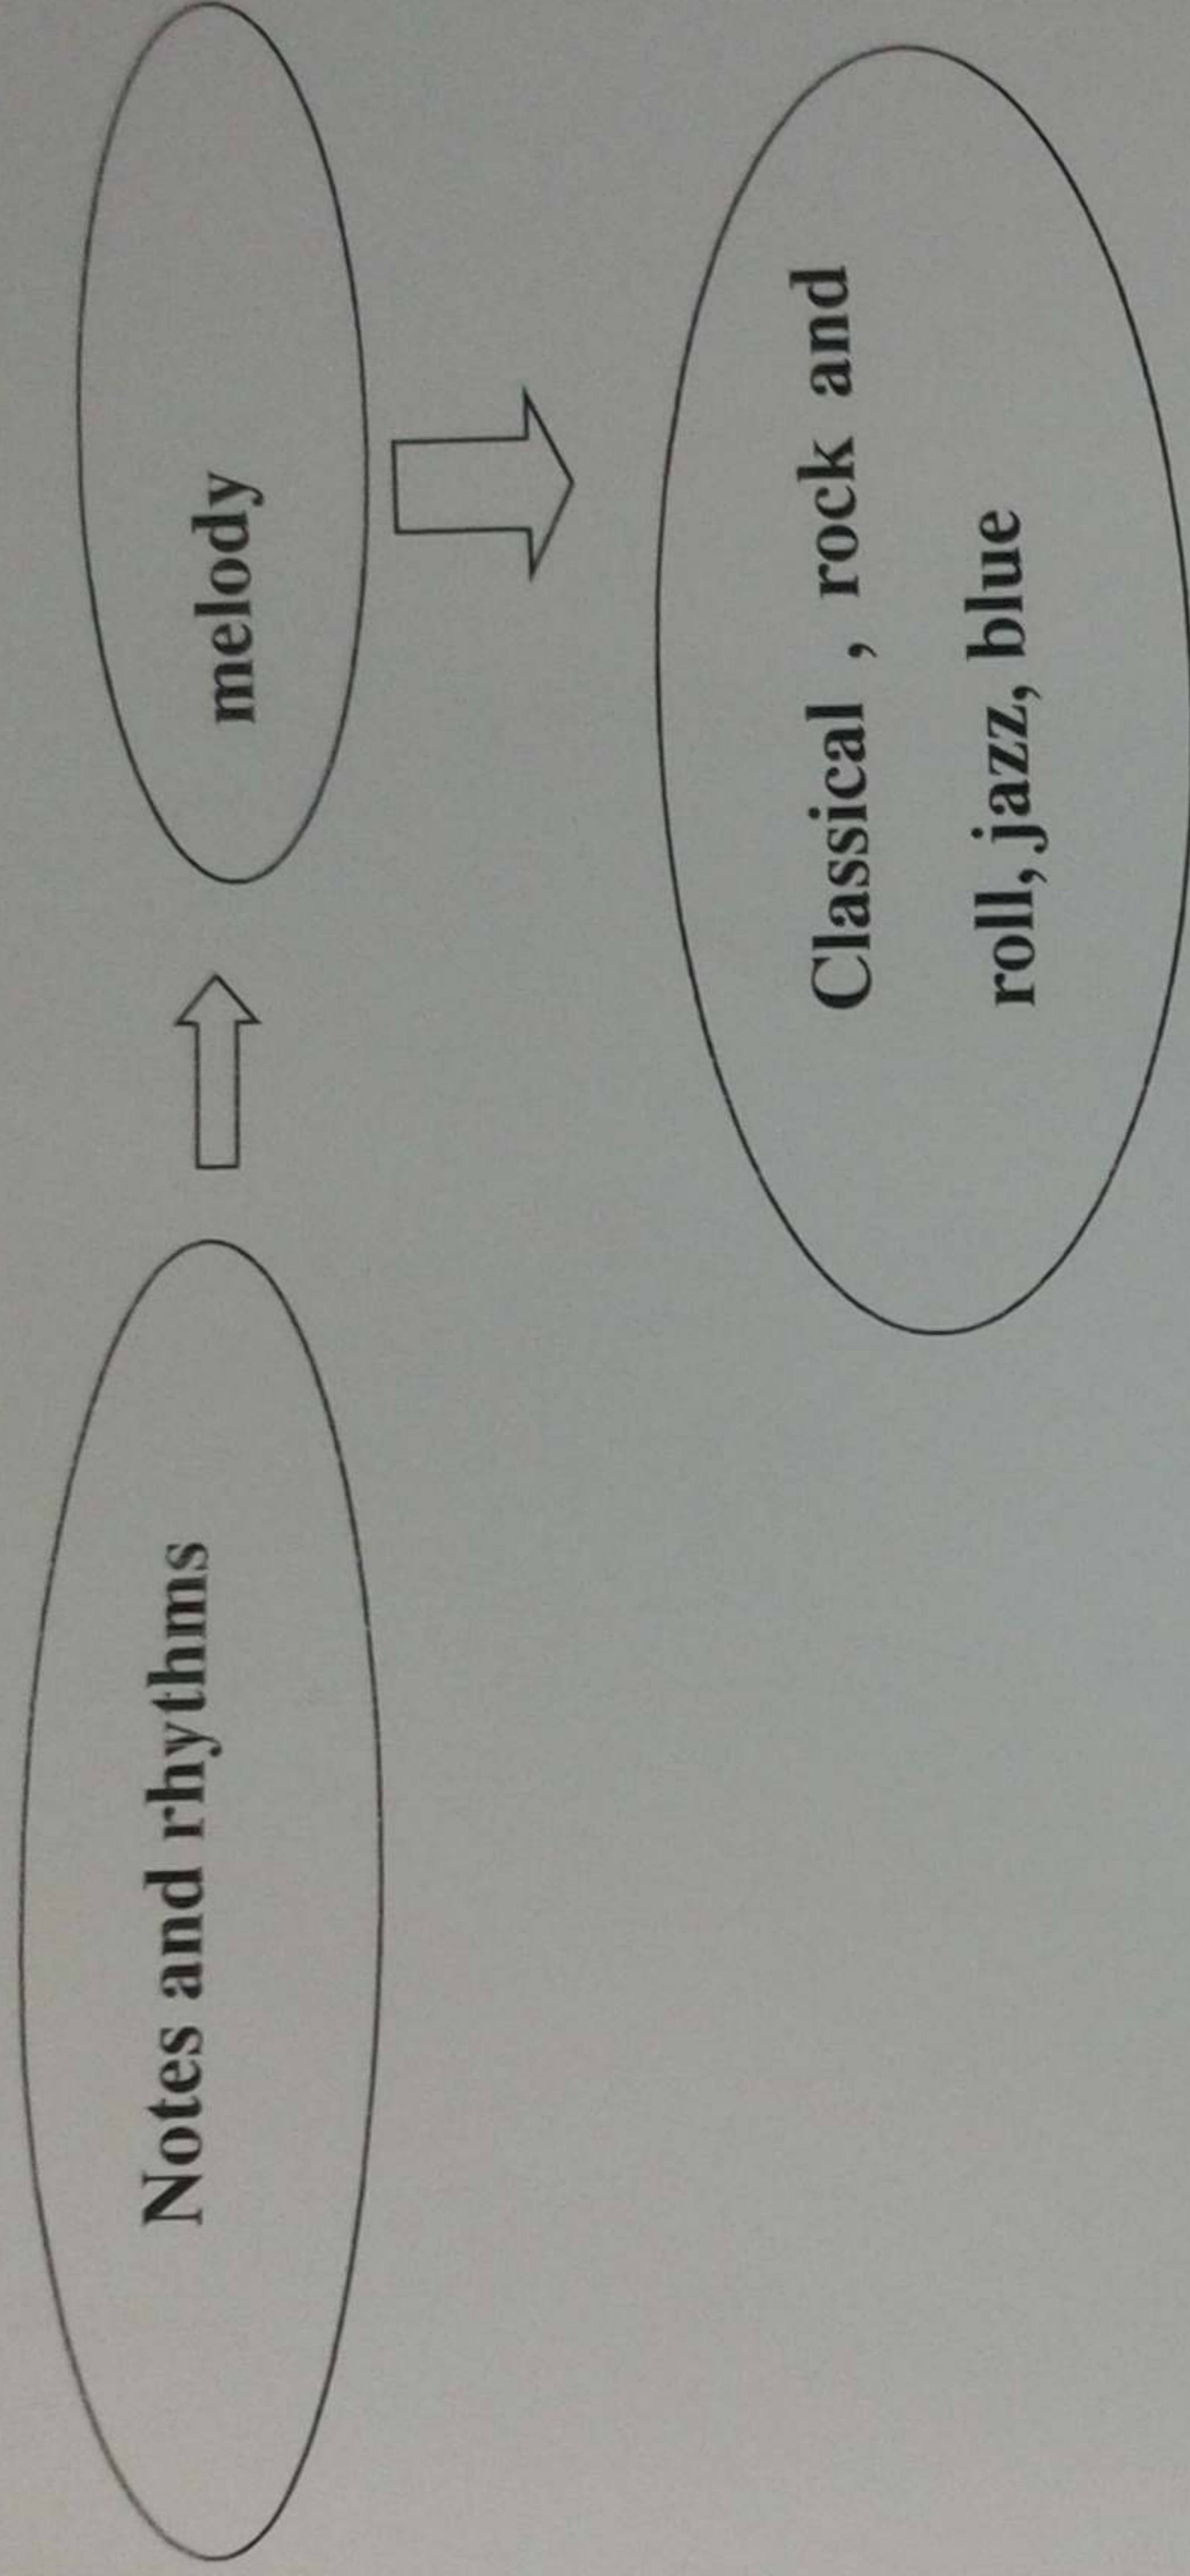 Notes and rhythms
melody
Classical , rock and
roll, jazz, blue